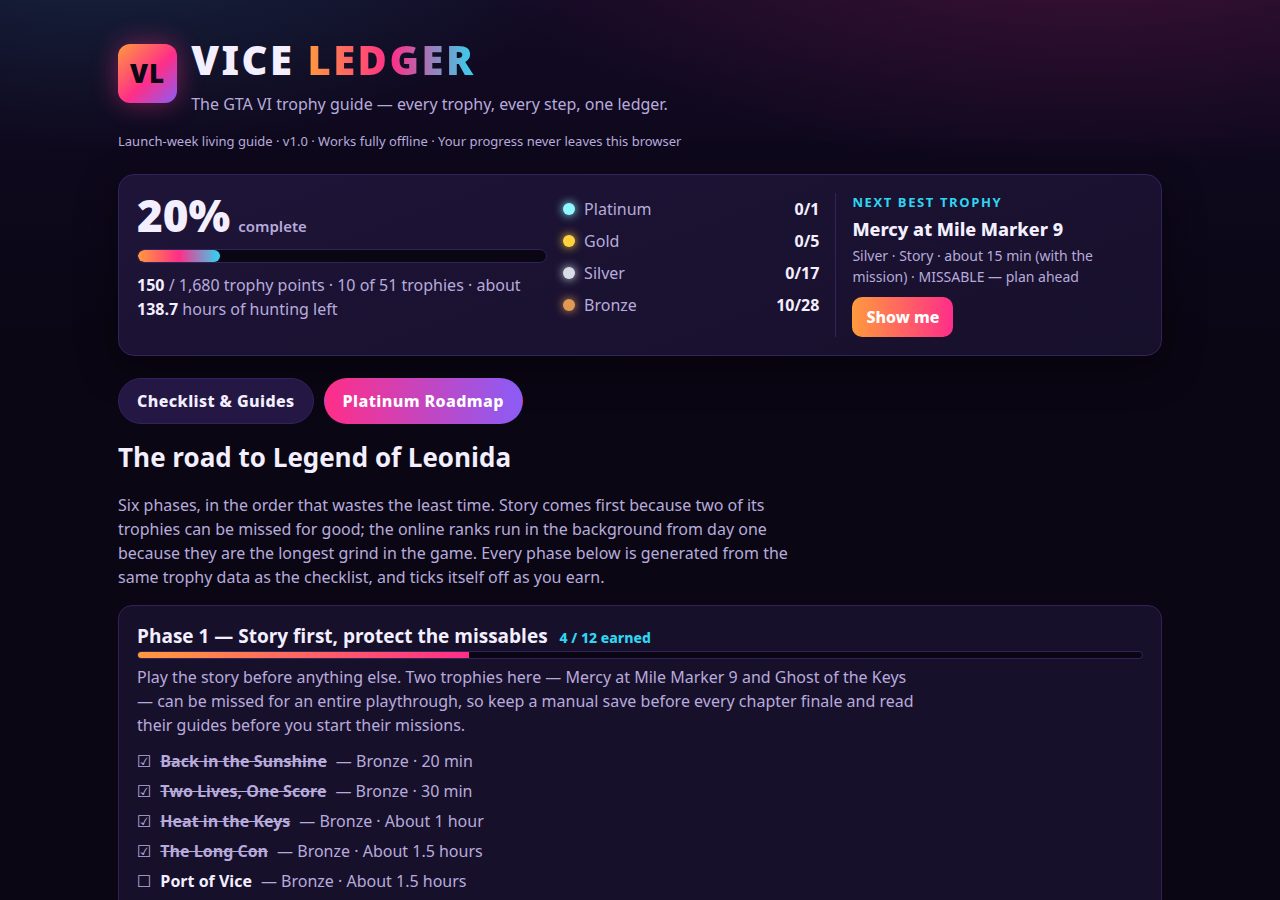 VL
VICE LEDGER
The GTA VI trophy guide — every trophy, every step, one ledger.
Launch-week living guide · v1.0 · Works fully offline · Your progress never leaves this browser
20% complete
150 / 1,680 trophy points · 10 of 51 trophies · about
138.7 hours of hunting left
Platinum 0/1
Gold 0/5
Silver 0/17
Bronze 10/28
NEXT BEST TROPHY
Mercy at Mile Marker 9
Silver · Story · about 15 min (with the
mission) · MISSABLE — plan ahead
Show me
Checklist & Guides
Platinum Roadmap
The road to Legend of Leonida
Six phases, in the order that wastes the least time. Story comes first because two of its
trophies can be missed for good; the online ranks run in the background from day one
because they are the longest grind in the game. Every phase below is generated from the
same trophy data as the checklist, and ticks itself off as you earn.
Phase 1 — Story first, protect the missables 4 / 12 earned
Play the story before anything else. Two trophies here — Mercy at Mile Marker 9 and Ghost of the Keys
— can be missed for an entire playthrough, so keep a manual save before every chapter finale and read
their guides before you start their missions.
☑ Back in the Sunshine — Bronze · 20 min
☑ Two Lives, One Score — Bronze · 30 min
☑ Heat in the Keys — Bronze · About 1 hour
☑ The Long Con — Bronze · About 1.5 hours
☐ Port of Vice — Bronze · About 1.5 hours